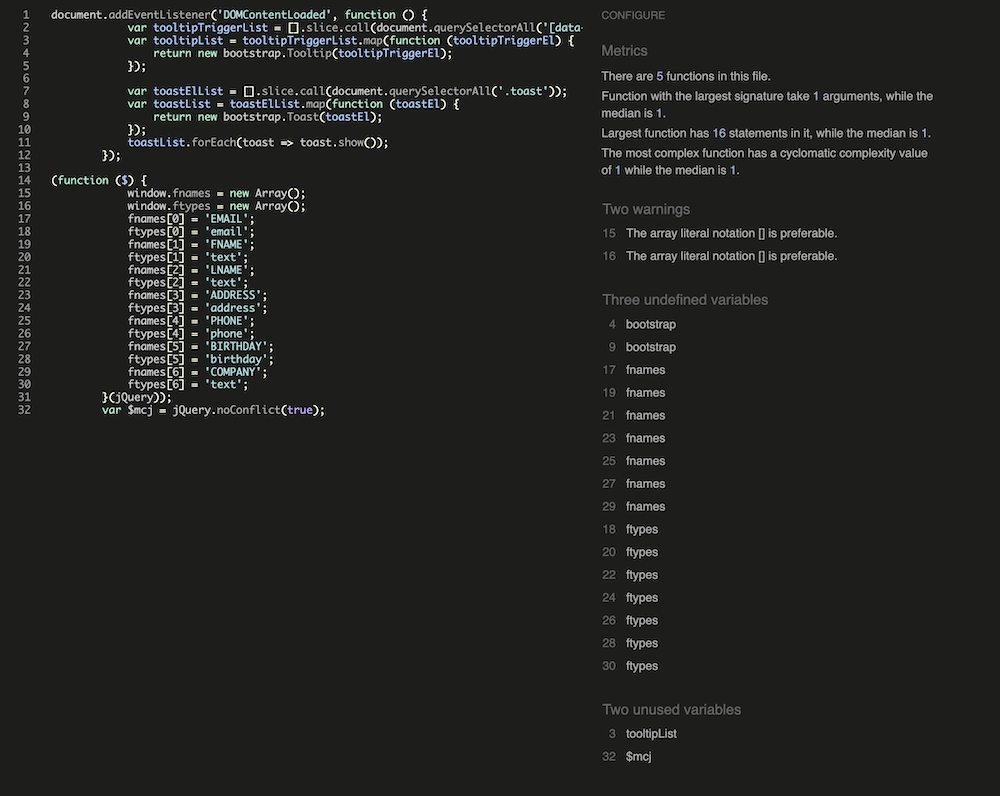 1 document.addEventListener('DOMContentLoaded', function () {
2 var tooltipTriggerList = [].slice.call(document.querySelectorAll('[data-
3 var tooltipList = tooltipTriggerList.map(function (tooltipTriggerEl) {
4 return new bootstrap.Tooltip(tooltipTriggerEl);
5 });
6
7 var toastElList = [].slice.call(document.querySelectorAll('.toast'));
8 var toastList = toastElList.map(function (toastEl) {
9 return new bootstrap.Toast(toastEl);
10 });
11 toastList.forEach(toast => toast.show());
12 });
13
14 (function ($) {
15 window.fnames = new Array();
16 window.ftypes = new Array();
17 fnames[0] = 'EMAIL';
18 ftypes[0] = 'email';
19 fnames[1] = 'FNAME';
20 ftypes[1] = 'text';
21 fnames[2] = 'LNAME';
22 ftypes[2] = 'text';
23 fnames[3] = 'ADDRESS';
24 ftypes[3] = 'address';
25 fnames[4] = 'PHONE';
26 ftypes[4] = 'phone';
27 fnames[5] = 'BIRTHDAY';
28 ftypes[5] = 'birthday';
29 fnames[6] = 'COMPANY';
30 ftypes[6] = 'text';
31 }(jQuery));
32 var $mcj = jQuery.noConflict(true);
CONFIGURE
Metrics
There are 5 functions in this file.
Function with the largest signature take 1 arguments, while the
median is 1.
Largest function has 16 statements in it, while the median is 1.
The most complex function has a cyclomatic complexity value
of 1 while the median is 1.
Two warnings
15 The array literal notation [] is preferable.
16 The array literal notation [] is preferable.
Three undefined variables
4 bootstrap
9 bootstrap
17 fnames
19 fnames
21 fnames
23 fnames
25 fnames
27 fnames
29 fnames
18 ftypes
20 ftypes
22 ftypes
24 ftypes
26 ftypes
28 ftypes
30 ftypes
Two unused variables
3 tooltipList
32 $mcj